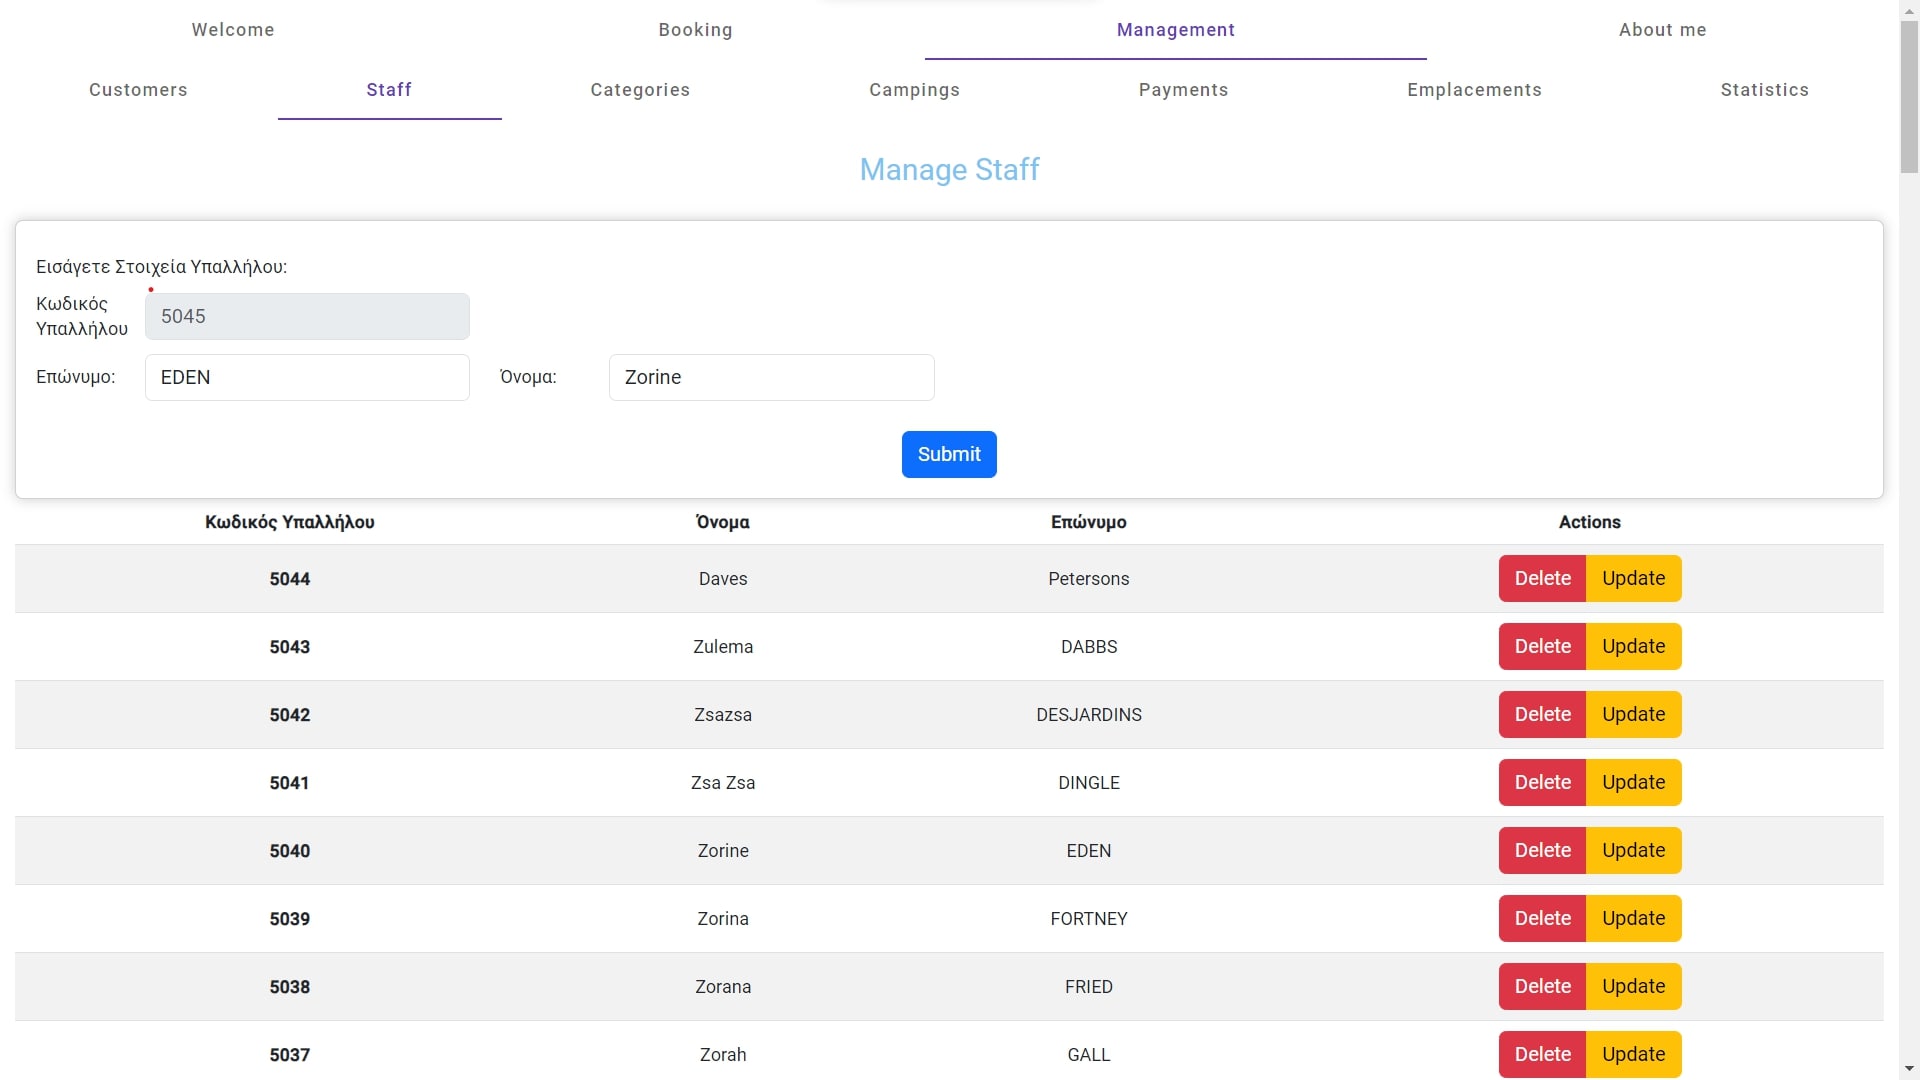 Welcome Booking Management About me
Customers Staff Categories Campings Payments Emplacements Statistics
Manage Staff
Εισάγετε Στοιχεία Υπαλλήλου:
Κωδικός
Υπαλλήλου 5045
Επώνυμο: EDEN Όνομα: Zorine
Submit
Κωδικός Υπαλλήλου Όνομα Επώνυμο Actions
5044 Daves Petersons Delete Update
5043 Zulema DABBS Delete Update
5042 Zsazsa DESJARDINS Delete Update
5041 Zsa Zsa DINGLE Delete Update
5040 Zorine EDEN Delete Update
5039 Zorina FORTNEY Delete Update
5038 Zorana FRIED Delete Update
5037 Zorah GALL Delete Update